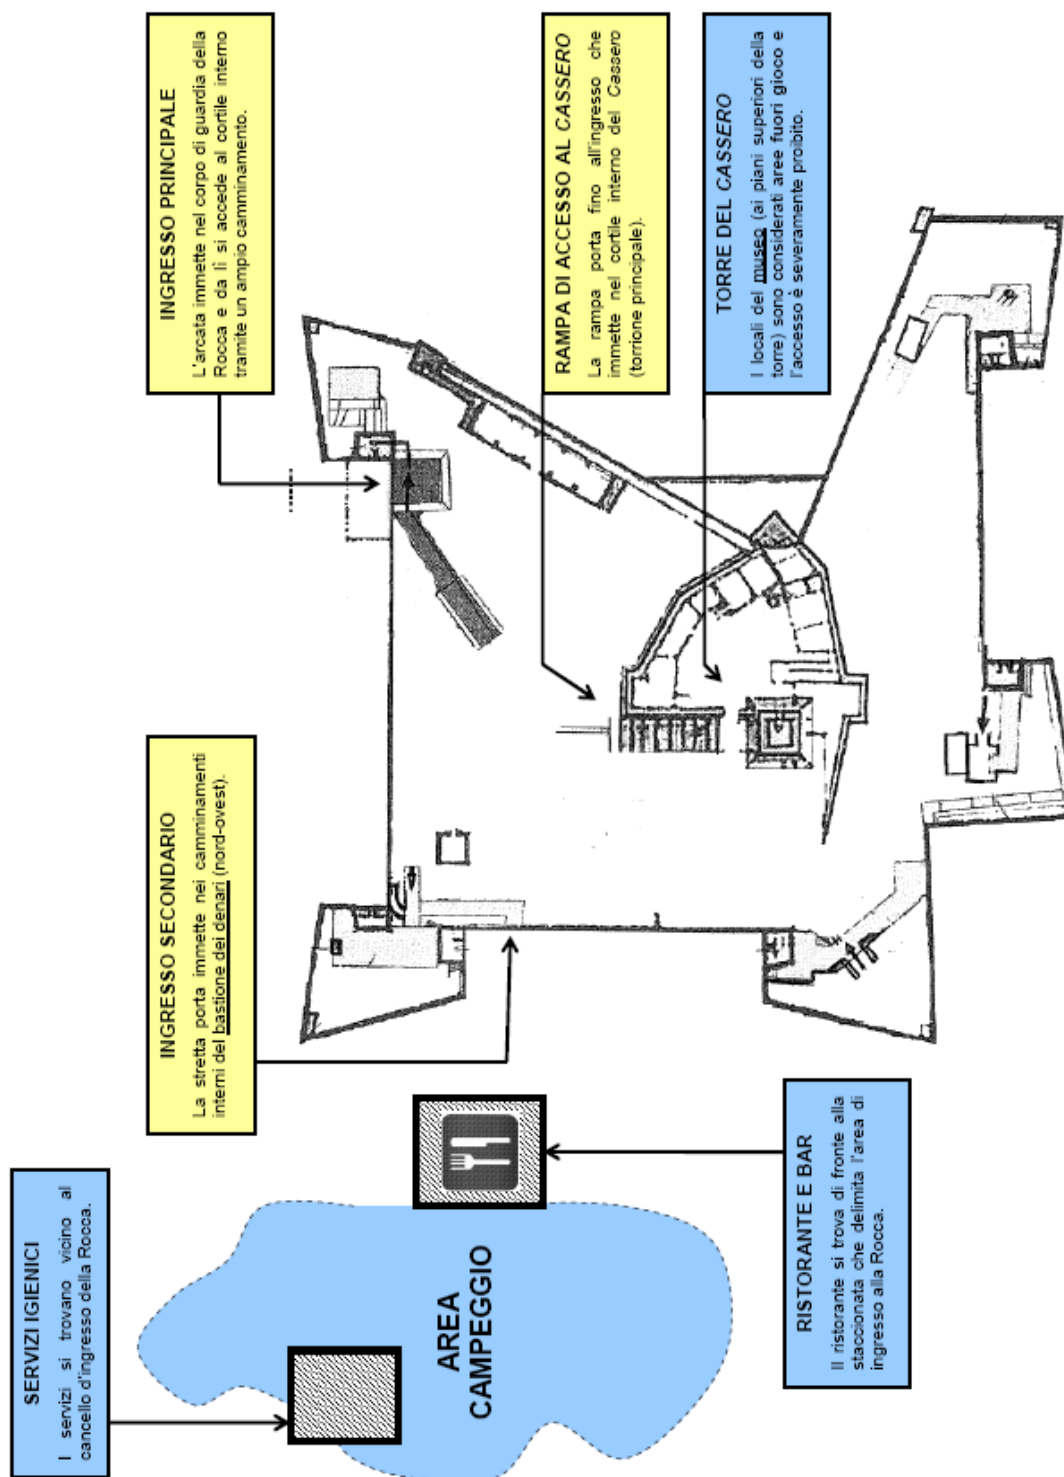 SERVIZI IGIENICI
I servizi si trovano vicino al
cancello d'ingresso della Rocca.
INGRESSO SECONDARIO
La stretta porta immette nei camminamenti
interni del bastione dei denari (nord-ovest).
INGRESSO PRINCIPALE
L'arcata immette nel corpo di guardia della
Rocca e da lì si accede al cortile interno
tramite un ampio camminamento.
AREA
CAMPEGGIO
RAMPA DI ACCESSO AL CASSERO
La rampa porta fino all'ingresso che
immette nel cortile interno del Cassero
(torrione principale).
TORRE DEL CASSERO
I locali del museo (ai piani superiori della
torre) sono considerati aree fuori gioco e
l'accesso è severamente proibito.
RISTORANTE E BAR
Il ristorante si trova di fronte alla
staccionata che delimita l'area di
ingresso alla Rocca.